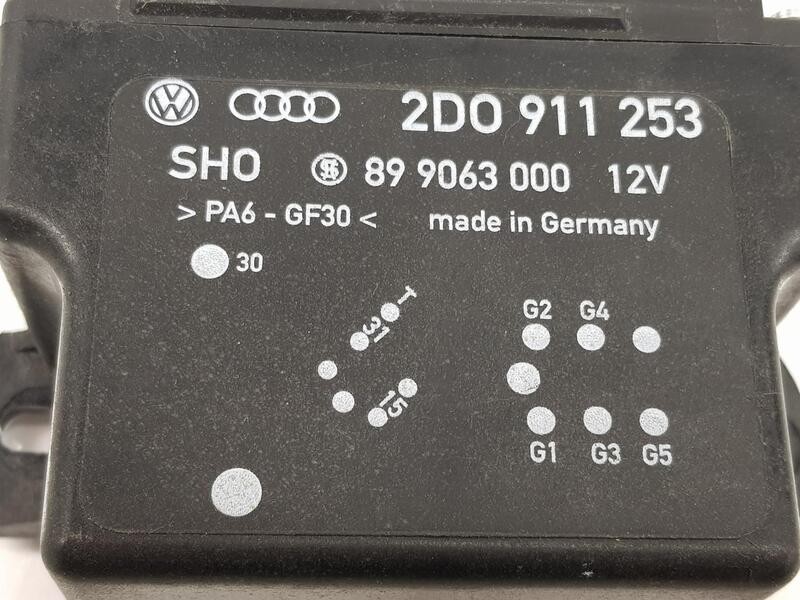 2D0 911 253
SHO 89 9063 000 12V
> PA6 - GF30 < made in Germany
30
T
31
15
G2 G4
G1 G3 G5